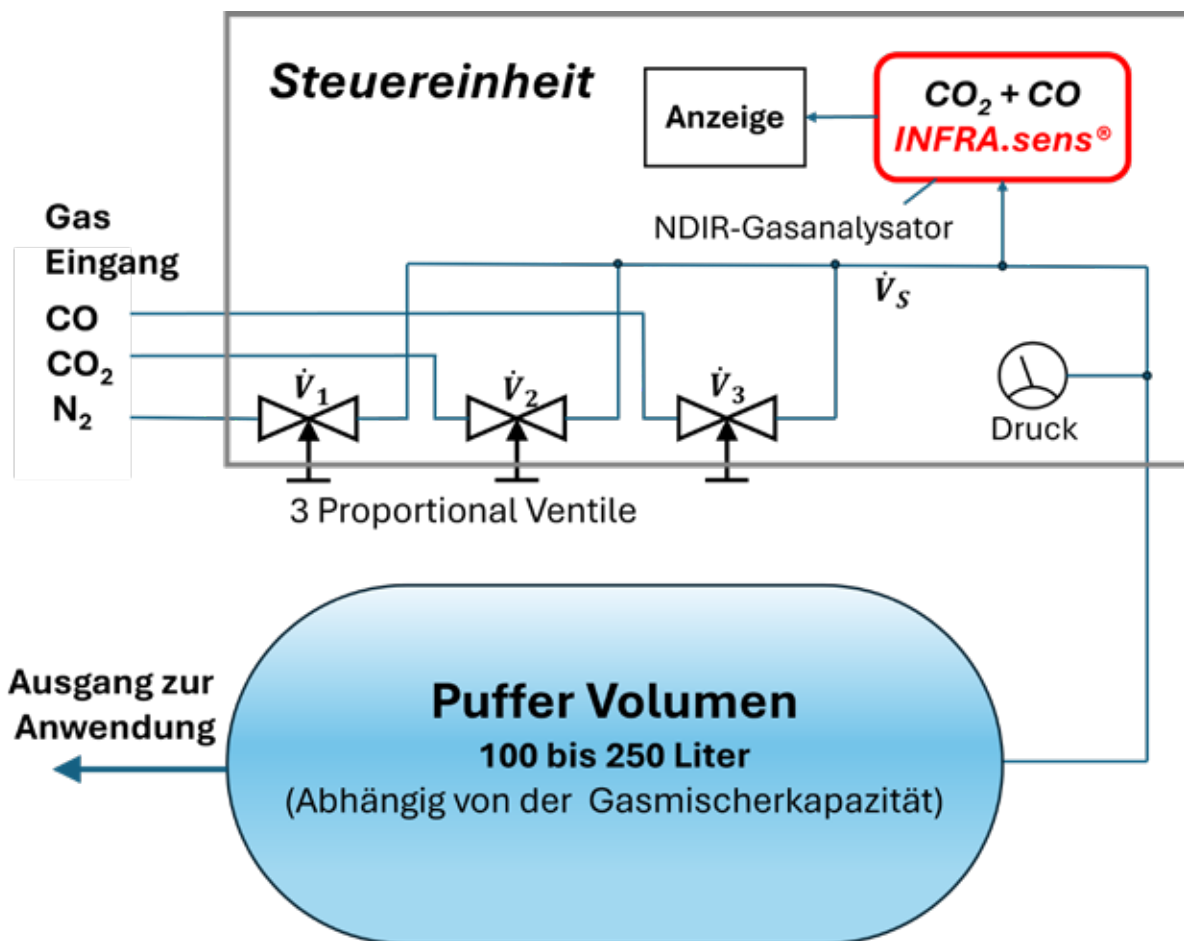 Steuereinheit
Anzeige
CO₂ + CO
INFRA.sens®
NDIR-Gasanalysator
Gas
Eingang
CO
CO₂
N₂
V̇₁
V̇₂
V̇₃
V̇_S
Druck
3 Proportional Ventile
Puffer Volumen
100 bis 250 Liter
(Abhängig von der Gasmischerkapazität)
Ausgang zur
Anwendung